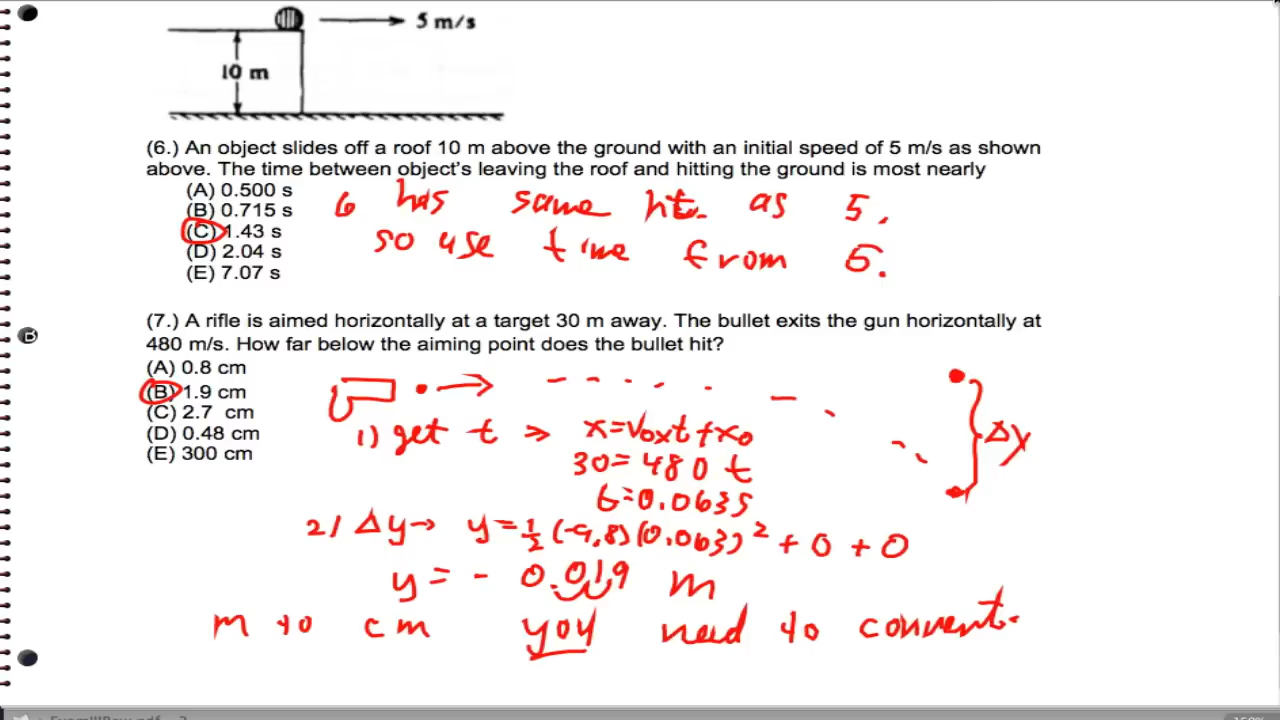 5 m/s
10 m
(6.) An object slides off a roof 10 m above the ground with an initial speed of 5 m/s as shown
above. The time between object's leaving the roof and hitting the ground is most nearly
(A) 0.500 s
(B) 0.715 s
(C) 1.43 s
(D) 2.04 s
(E) 7.07 s
6 has same ht. as 5.
so use time from 5.
(7.) A rifle is aimed horizontally at a target 30 m away. The bullet exits the gun horizontally at
480 m/s. How far below the aiming point does the bullet hit?
(A) 0.8 cm
(B) 1.9 cm
(C) 2.7 cm
(D) 0.48 cm
(E) 300 cm
1) get t ⇒ x=v₀ₓt+x₀
30=480 t
t=0.063s
Δy
2) Δy→ y=½(-9.8)(0.063)² + 0 + 0
y = - 0.019 m
m to cm you need to convert.
B